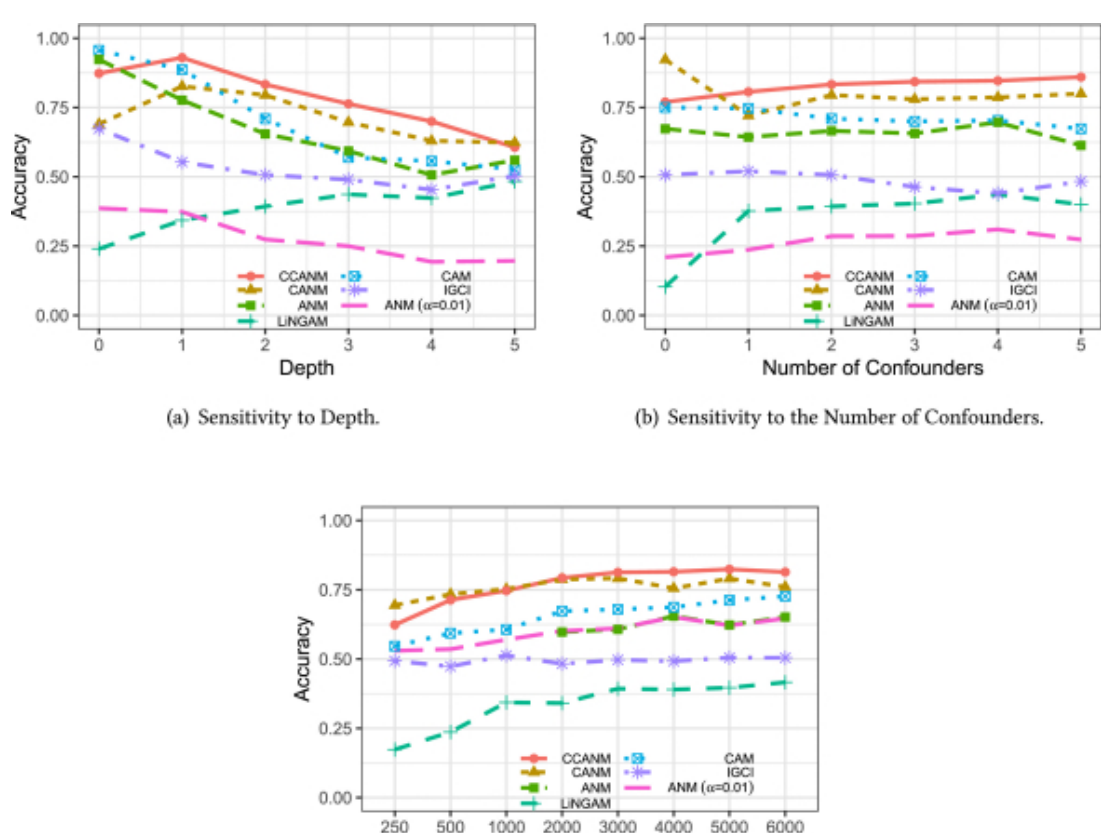 1.00
0.75
0.50
0.25
0.00
Accuracy
CCANM
CANM
ANM
LiNGAM
CAM
IGCI
ANM (α=0.01)
0 1 2 3 4 5
Depth
(a) Sensitivity to Depth.
1.00
0.75
0.50
0.25
0.00
Accuracy
CCANM
CANM
ANM
LiNGAM
CAM
IGCI
ANM (α=0.01)
0 1 2 3 4 5
Number of Confounders
(b) Sensitivity to the Number of Confounders.
1.00
0.75
0.50
0.25
0.00
Accuracy
CCANM
CANM
ANM
LiNGAM
CAM
IGCI
ANM (α=0.01)
250 500 1000 2000 3000 4000 5000 6000